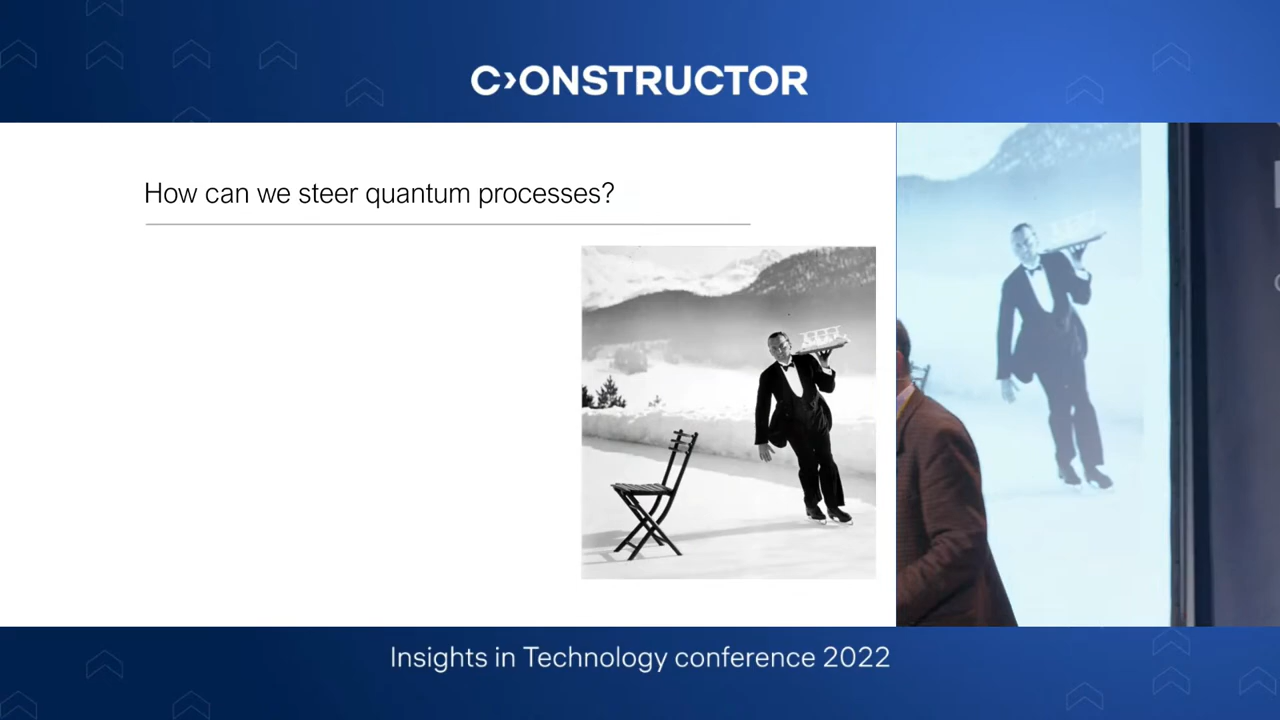 C›ONSTRUCTOR
How can we steer quantum processes?
Insights in Technology conference 2022